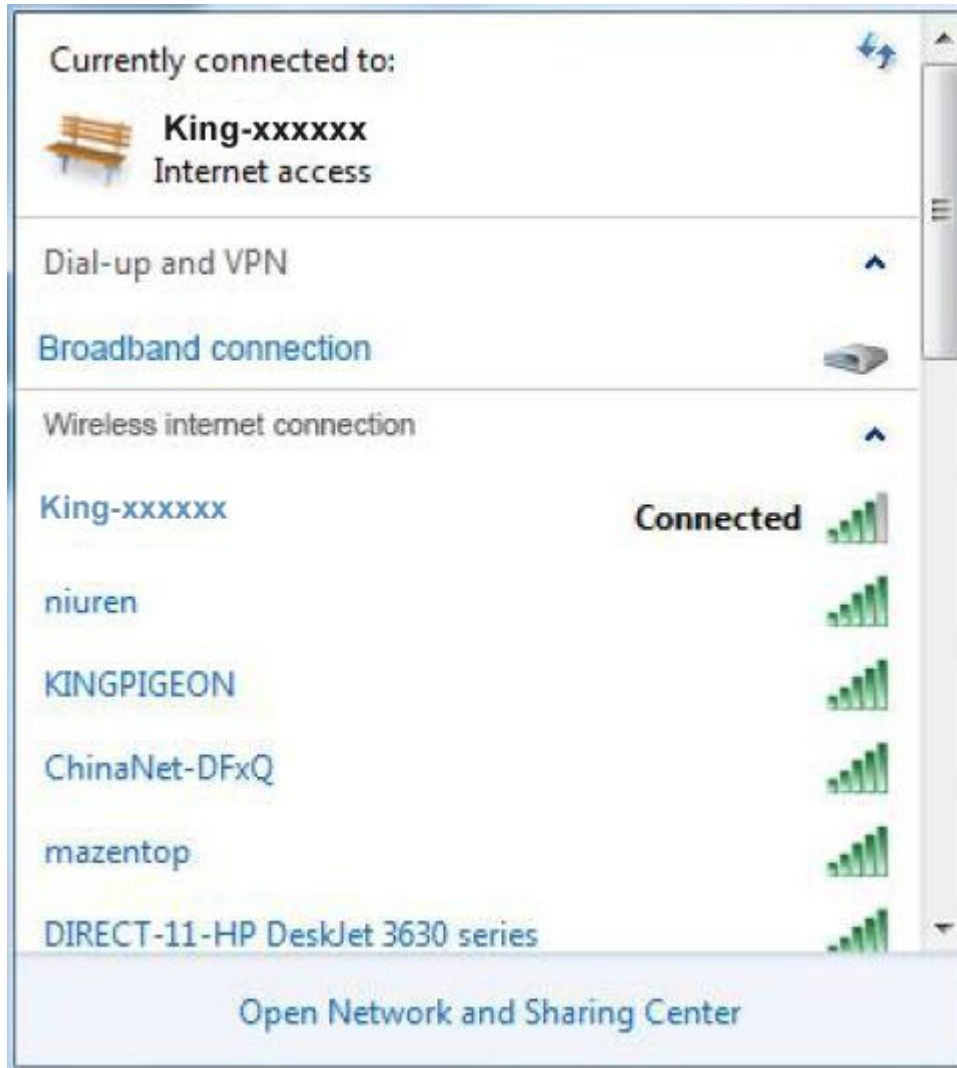 Currently connected to:
King-xxxxxx
Internet access
Dial-up and VPN
Broadband connection
Wireless internet connection
King-xxxxxx Connected
niuren
KINGPIGEON
ChinaNet-DFxQ
mazentop
DIRECT-11-HP DeskJet 3630 series
Open Network and Sharing Center